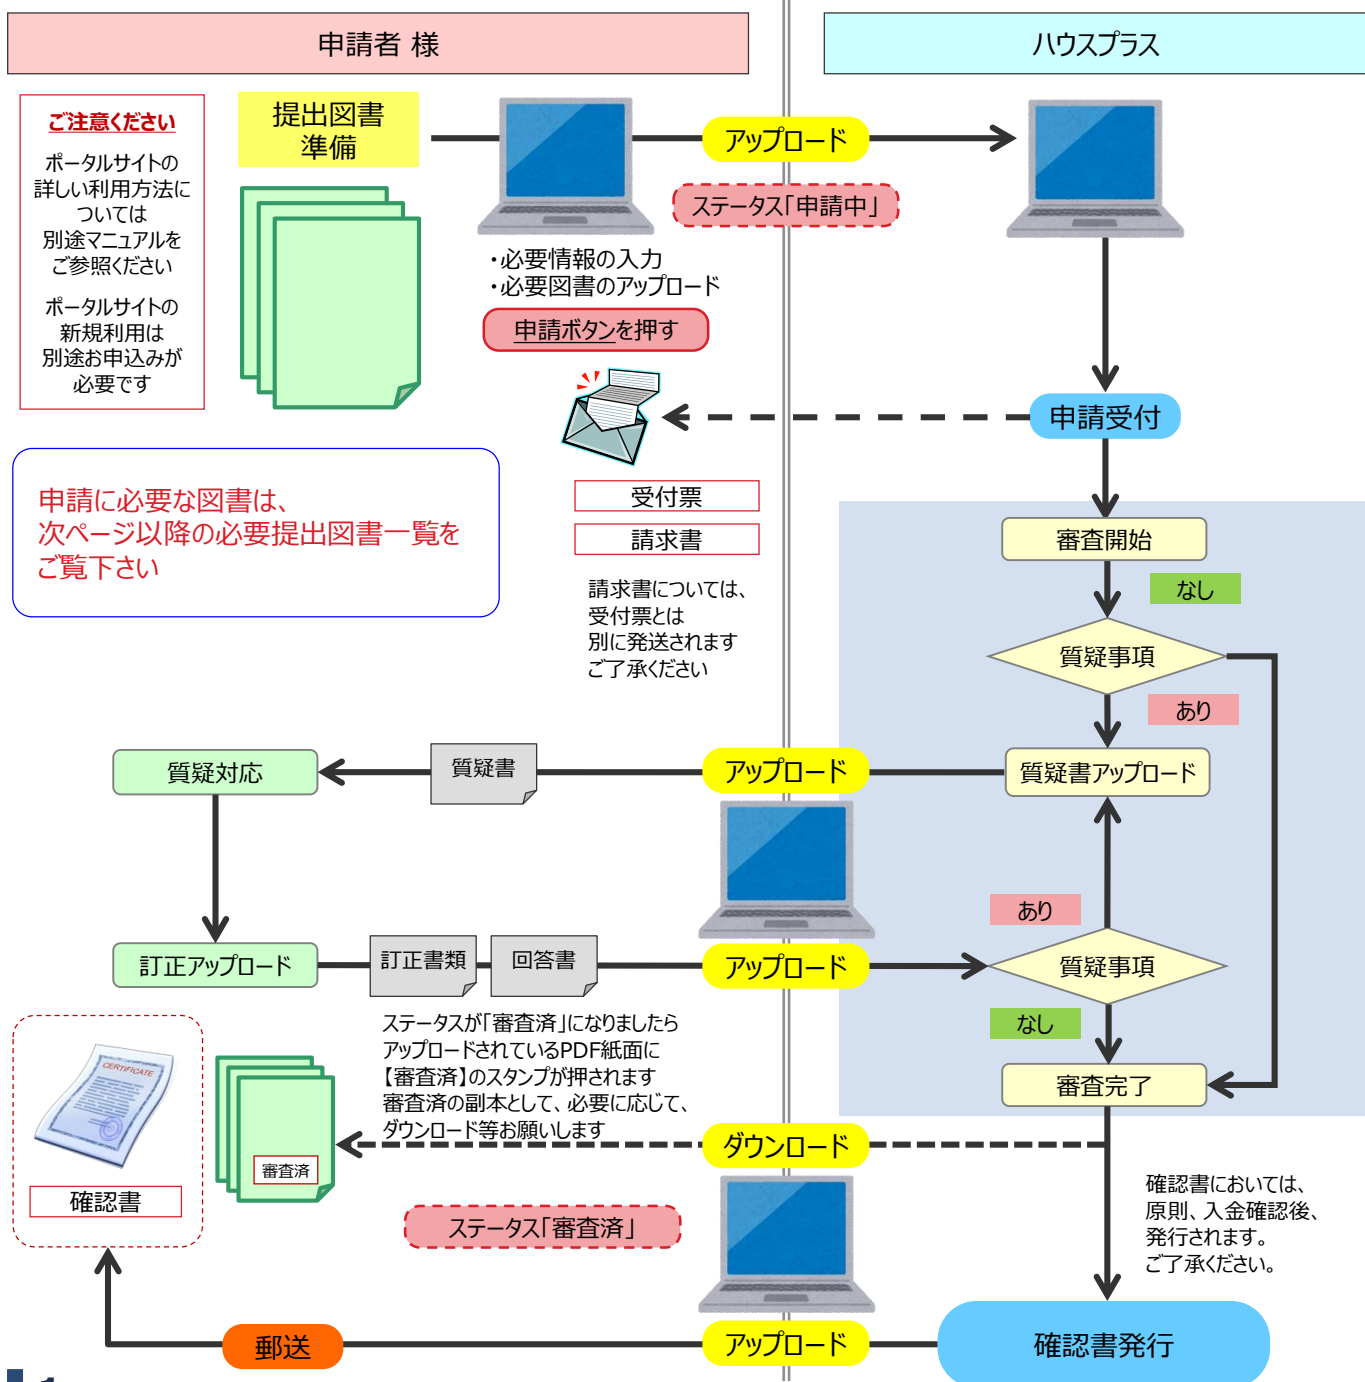 申請者 様
ハウスプラス
ご注意ください
ポータルサイトの
詳しい利用方法に
ついては
別途マニュアルを
ご参照ください
ポータルサイトの
新規利用は
別途お申込みが
必要です
提出図書
準備
アップロード
ステータス「申請中」
・必要情報の入力
・必要図書のアップロード
申請ボタンを押す
申請受付
申請に必要な図書は、
次ページ以降の必要提出図書一覧を
ご覧下さい
受付票
請求書
請求書については、
受付票とは
別に発送されます
ご了承ください
審査開始
なし
質疑事項
あり
質疑対応
質疑書
アップロード
質疑書アップロード
あり
訂正アップロード
訂正書類
回答書
アップロード
質疑事項
なし
ステータスが「審査済」になりましたら
アップロードされているPDF紙面に
【審査済】のスタンプが押されます
審査済の副本として、必要に応じて、
ダウンロード等お願いします
審査完了
CERTIFICATE
確認書
審査済
ダウンロード
ステータス「審査済」
確認書においては、
原則、入金確認後、
発行されます。
ご了承ください。
郵送
アップロード
確認書発行